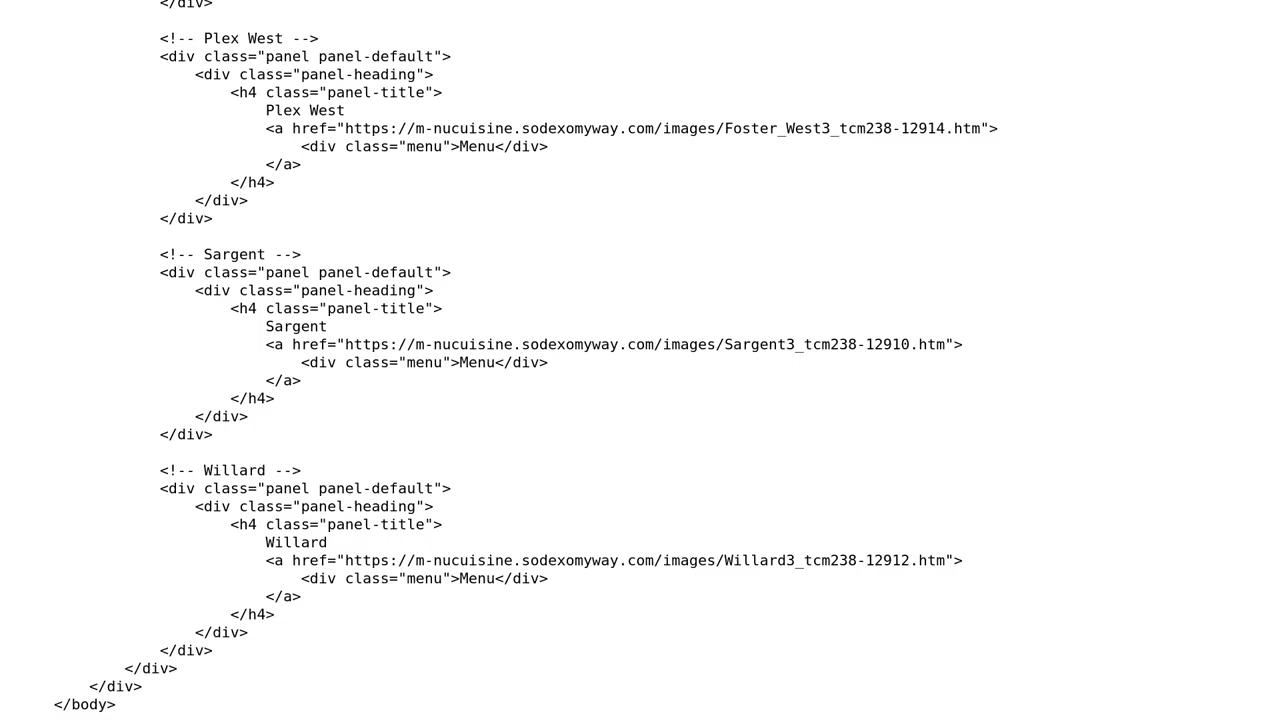 </div>
<!-- Plex West -->
<div class="panel panel-default">
<div class="panel-heading">
<h4 class="panel-title">
Plex West
<a href="https://m-nucuisine.sodexomyway.com/images/Foster_West3_tcm238-12914.htm">
<div class="menu">Menu</div>
</a>
</h4>
</div>
</div>
<!-- Sargent -->
<div class="panel panel-default">
<div class="panel-heading">
<h4 class="panel-title">
Sargent
<a href="https://m-nucuisine.sodexomyway.com/images/Sargent3_tcm238-12910.htm">
<div class="menu">Menu</div>
</a>
</h4>
</div>
</div>
<!-- Willard -->
<div class="panel panel-default">
<div class="panel-heading">
<h4 class="panel-title">
Willard
<a href="https://m-nucuisine.sodexomyway.com/images/Willard3_tcm238-12912.htm">
<div class="menu">Menu</div>
</a>
</h4>
</div>
</div>
</div>
</div>
</body>